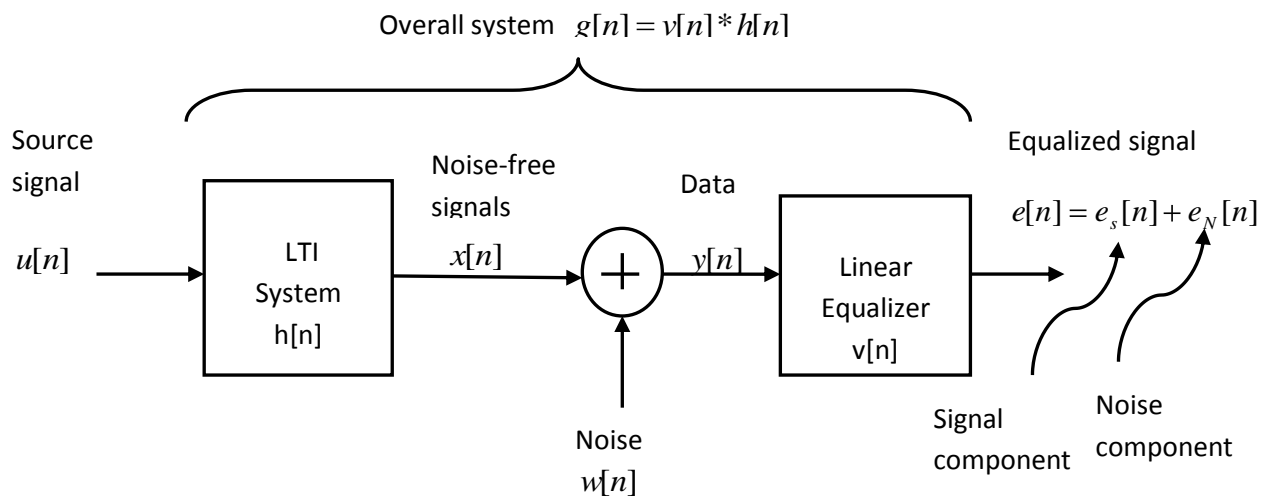 Overall system g[n] = v[n]*h[n]
Source
signal
Noise-free
signals
Data
Equalized signal
e[n] = e_s[n] + e_N[n]
u[n]
LTI
System
h[n]
x[n]
+
y[n]
Linear
Equalizer
v[n]
Noise
w[n]
Signal
component
Noise
component